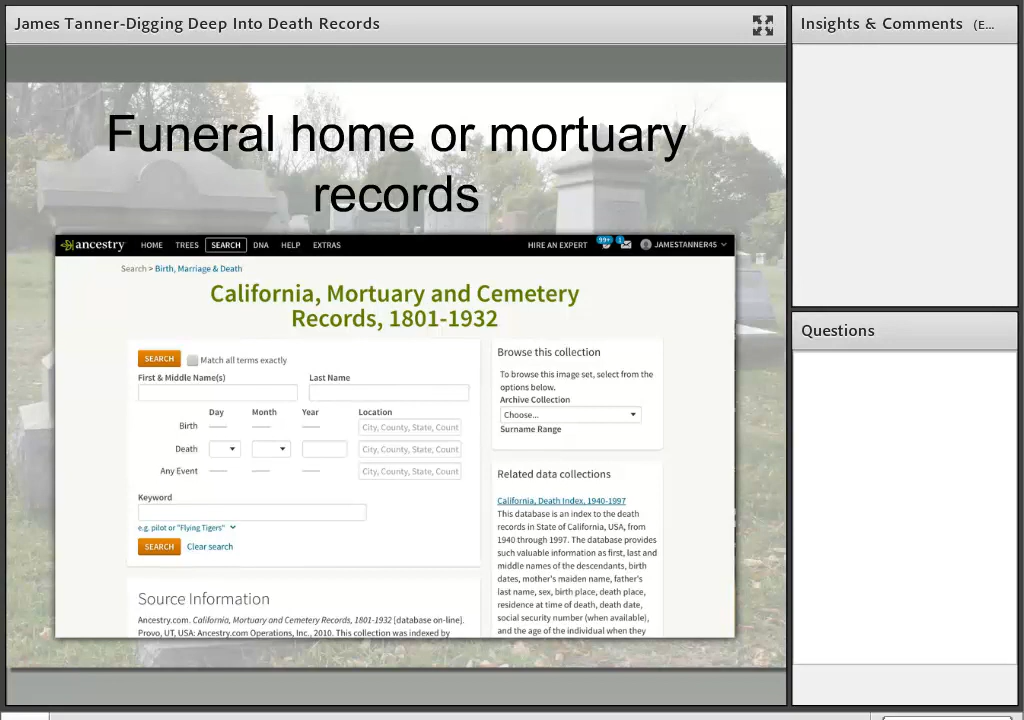 James Tanner-Digging Deep Into Death Records
Insights & Comments (E...
Funeral home or mortuary
records
ancestry HOME TREES SEARCH DNA HELP EXTRAS HIRE AN EXPERT 99+ 1 JAMESTANNER45
Search > Birth, Marriage & Death
California, Mortuary and Cemetery
Records, 1801-1932
SEARCH Match all terms exactly
First & Middle Name(s) Last Name
Day Month Year Location
Birth City, County, State, Count
Death City, County, State, Count
Any Event City, County, State, Count
Keyword
e.g. pilot or "Flying Tigers"
SEARCH Clear search
Source Information
Ancestry.com. California, Mortuary and Cemetery Records, 1801-1932 [database on-line].
Provo, UT, USA: Ancestry.com Operations, Inc., 2010. This collection was indexed by
Browse this collection
To browse this image set, select from the
options below.
Archive Collection
Choose...
Surname Range
Related data collections
California, Death Index, 1940-1997
This database is an index to the death
records in State of California, USA, from
1940 through 1997. The database provides
such valuable information as first, last and
middle names of the descendants, birth
dates, mother's maiden name, father's
last name, sex, birth place, death place,
residence at time of death, death date,
social security number (when available),
and the age of the individual when they
Questions